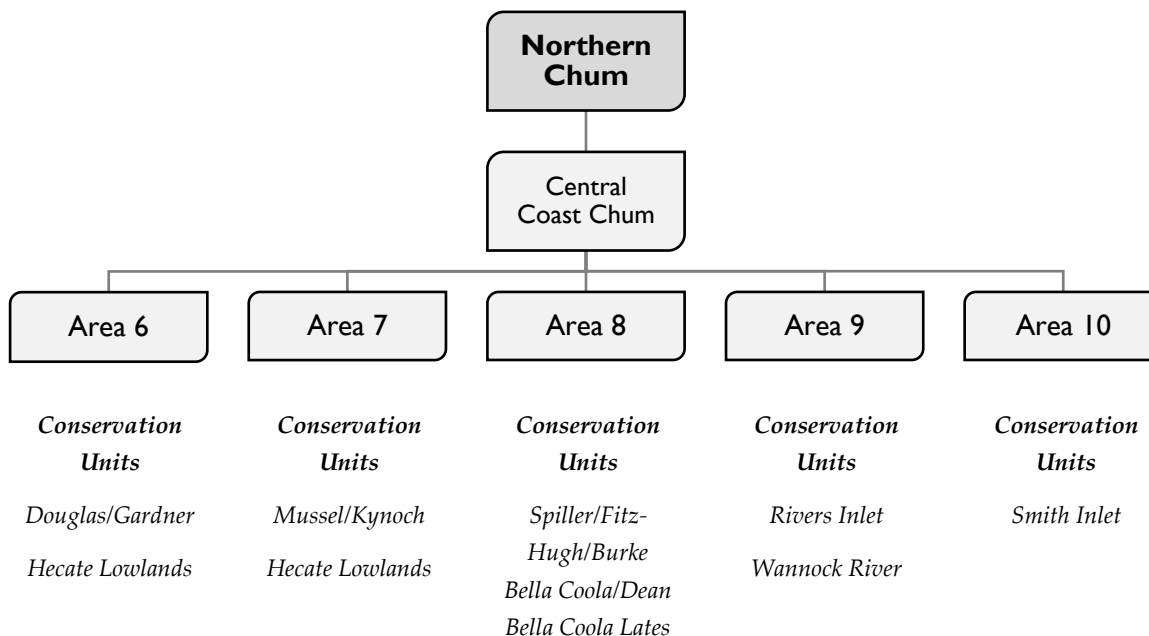 Northern
Chum
Central
Coast Chum
Area 6
Area 7
Area 8
Area 9
Area 10
Conservation
Units
Douglas/Gardner
Hecate Lowlands
Conservation
Units
Mussel/Kynoch
Hecate Lowlands
Conservation
Units
Spiller/Fitz-
Hugh/Burke
Bella Coola/Dean
Bella Coola Lates
Conservation
Units
Rivers Inlet
Wannock River
Conservation
Units
Smith Inlet